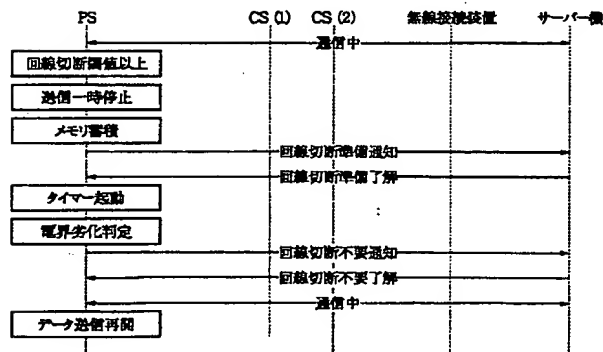 PS CS(1) CS(2) 無線接続装置 サーバー機
通信中
回線切断閾値以上
送信一時停止
メモリ蓄積
回線切断準備通知
回線切断準備了解
タイマー起動
電界劣化判定
回線切断不要通知
回線切断不要了解
通信中
データ送信再開